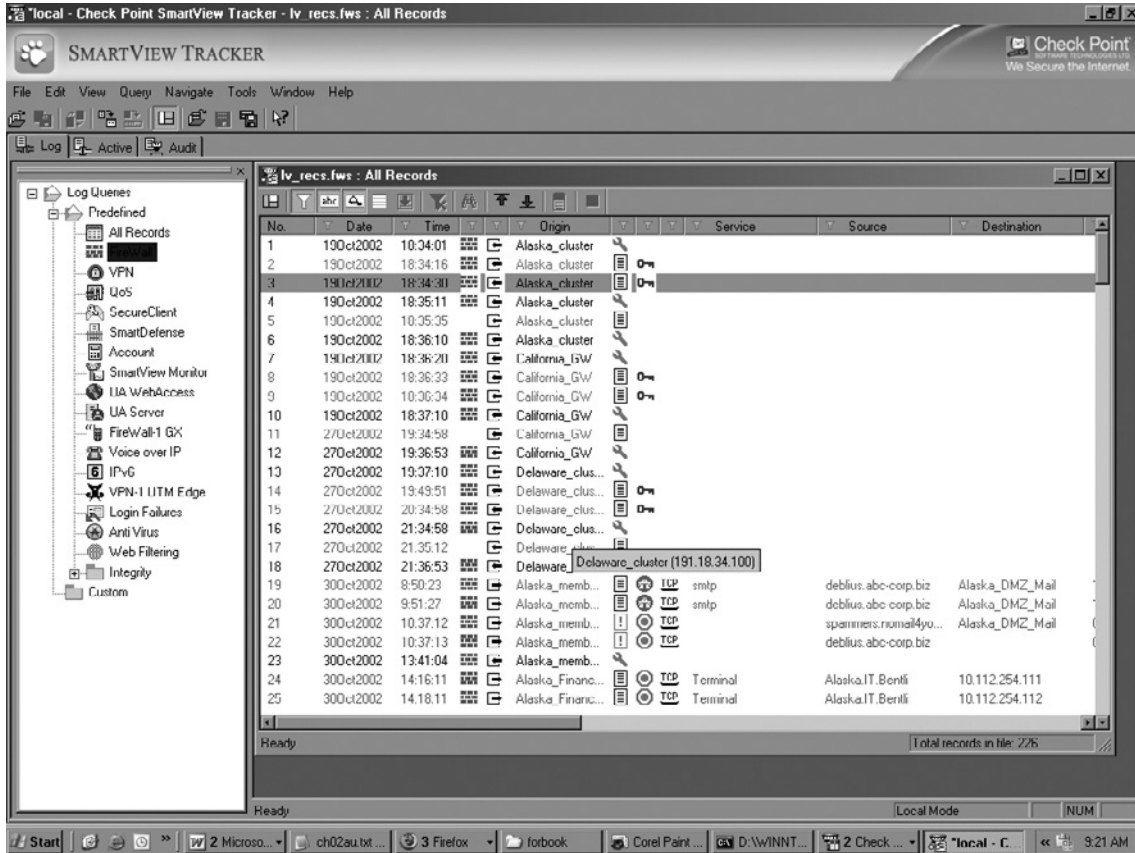 "local - Check Point SmartView Tracker - lv_recs.fws : All Records
SMARTVIEW TRACKER
Check Point
SOFTWARE TECHNOLOGIES LTD.
We Secure the Internet.
File Edit View Query Navigate Tools Window Help
Log Active Audit
Log Queries
Predefined
All Records
Firewall
VPN
QoS
SecureClient
SmartDefense
Account
SmartView Monitor
UA WebAccess
UA Server
FireWall-1 GX
Voice over IP
IPv6
VPN-1 UTM Edge
Login Failures
Anti Virus
Web Filtering
Integrity
Custom
lv_recs.fws : All Records
No. Date Time Origin Service Source Destination
1 19Oct2002 10:34:01 Alaska_cluster
2 19Oct2002 18:34:16 Alaska_cluster
3 19Oct2002 18:34:30 Alaska_cluster
4 19Oct2002 18:35:11 Alaska_cluster
5 19Oct2002 10:35:35 Alaska_cluster
6 19Oct2002 18:36:10 Alaska_cluster
7 19Oct2002 18:36:20 California_GW
8 19Oct2002 18:36:33 California_GW
9 19Oct2002 10:36:34 California_GW
10 19Oct2002 18:37:10 California_GW
11 27Oct2002 19:34:58 California_GW
12 27Oct2002 19:36:53 California_GW
13 27Oct2002 19:37:10 Delaware_clus...
14 27Oct2002 19:49:51 Delaware_clus...
15 27Oct2002 20:34:58 Delaware_clus...
16 27Oct2002 21:34:58 Delaware_clus...
17 27Oct2002 21:35:12 Delaware_clus...
18 27Oct2002 21:36:53 Delaware_
Delaware_cluster (191.18.34.100)
19 30Oct2002 8:50:23 Alaska_memb... TCP smtp deblius.abc-corp.biz Alaska_DMZ_Mail
20 30Oct2002 9:51:27 Alaska_memb... TCP smtp deblius.abc-corp.biz Alaska_DMZ_Mail
21 30Oct2002 10:37:12 Alaska_memb... TCP spammers.nomail4yo... Alaska_DMZ_Mail
22 30Oct2002 10:37:13 Alaska_memb... TCP deblius.abc-corp.biz
23 30Oct2002 13:41:04 Alaska_memb...
24 30Oct2002 14:16:11 Alaska_Financ... TCP Terminal Alaska.IT.Bentli 10.112.254.111
25 30Oct2002 14:18:11 Alaska_Financ... TCP Terminal Alaska.IT.Bentli 10.112.254.112
Ready Total records in file: 226
Ready Local Mode NUM
Start 2 Microso... ch02au.txt ... 3 Firefox forbook Corel Paint ... D:\WINNT... 2 Check ... "local - C... 9:21 AM